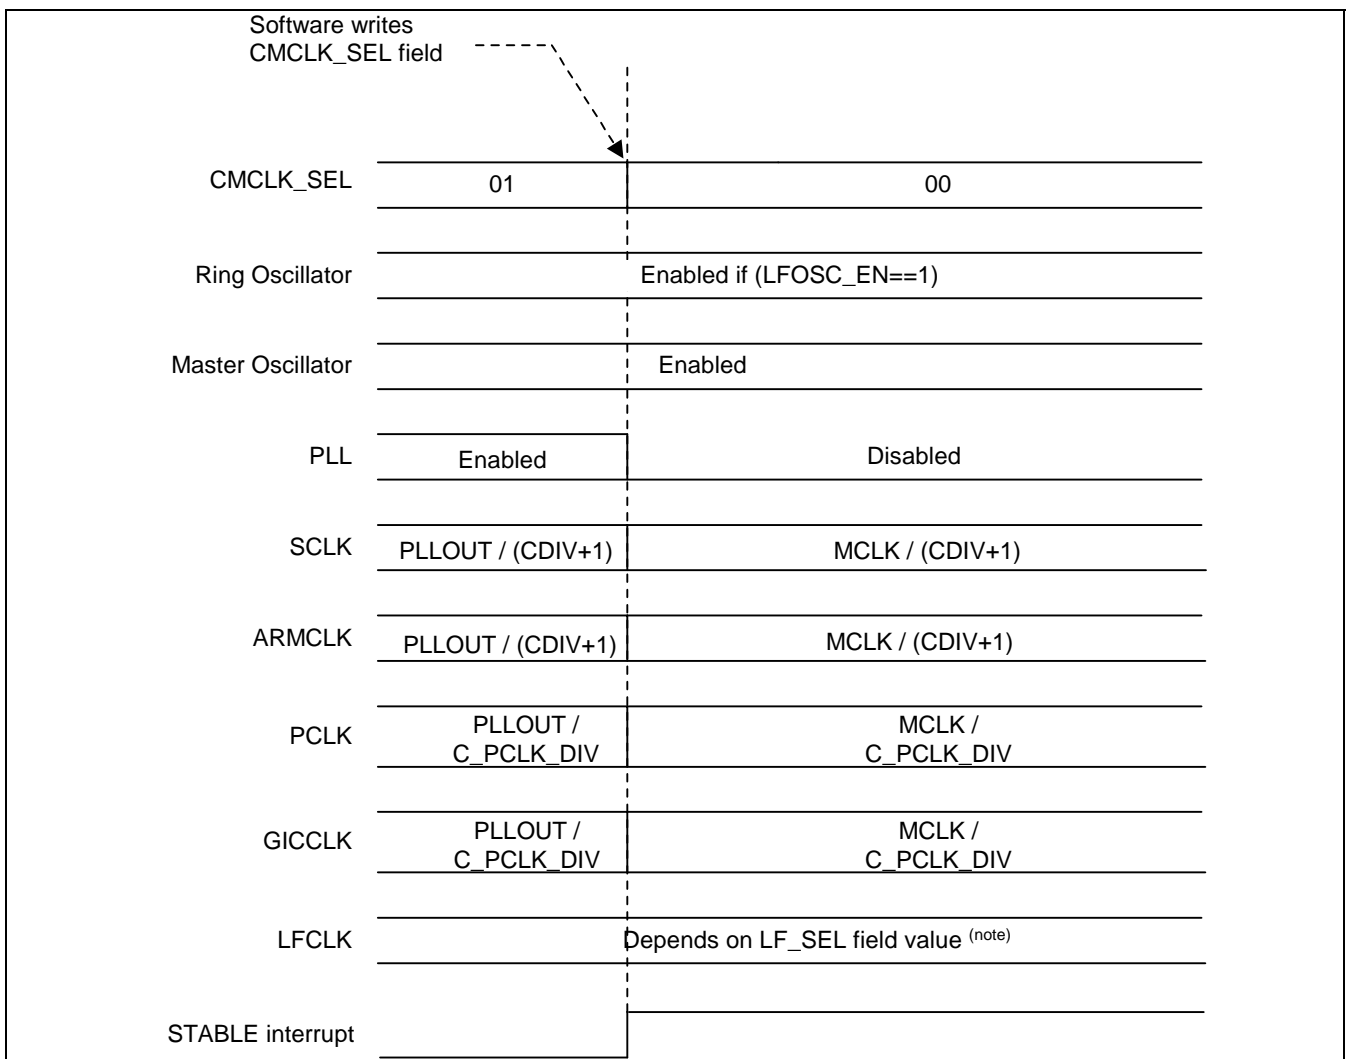 Software writes
CMCLK_SEL field
CMCLK_SEL
01
00
Ring Oscillator
Enabled if (LFOSC_EN==1)
Master Oscillator
Enabled
PLL
Enabled
Disabled
SCLK
PLLOUT / (CDIV+1)
MCLK / (CDIV+1)
ARMCLK
PLLOUT / (CDIV+1)
MCLK / (CDIV+1)
PCLK
PLLOUT /
C_PCLK_DIV
MCLK /
C_PCLK_DIV
GICCLK
PLLOUT /
C_PCLK_DIV
MCLK /
C_PCLK_DIV
LFCLK
Depends on LF_SEL field value (note)
STABLE interrupt